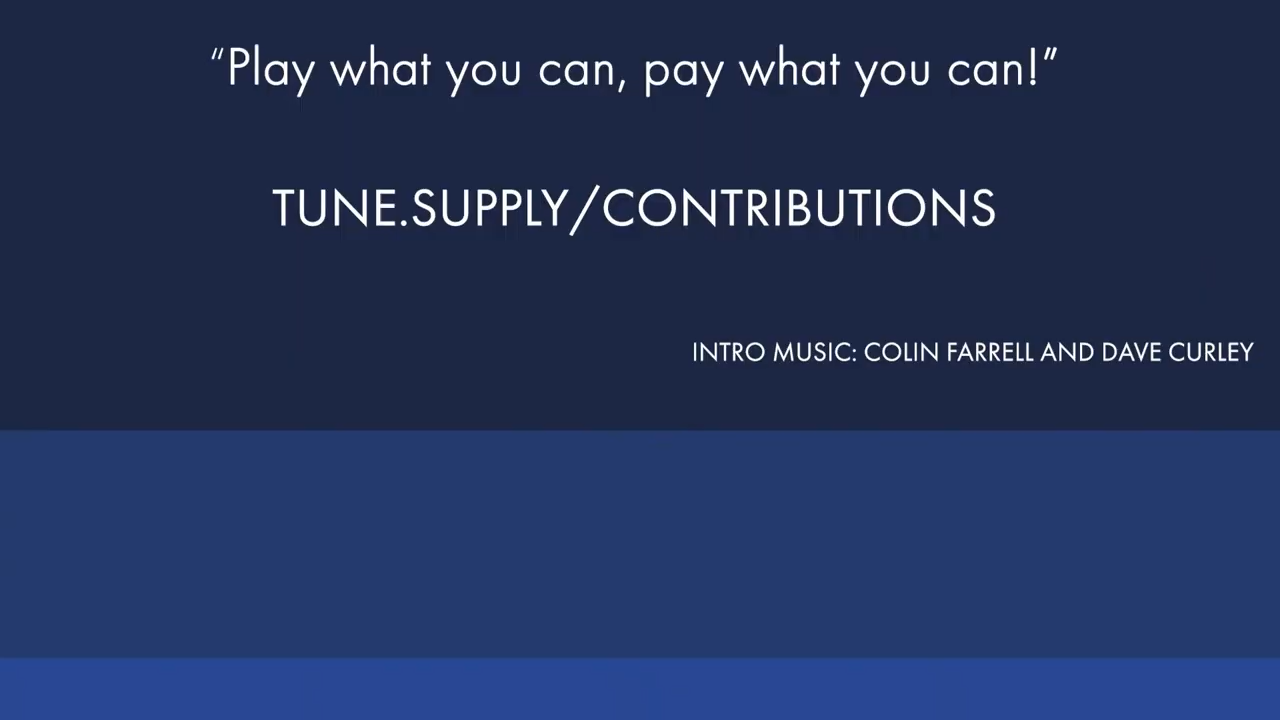 “Play what you can, pay what you can!”
TUNE.SUPPLY/CONTRIBUTIONS
INTRO MUSIC: COLIN FARRELL AND DAVE CURLEY